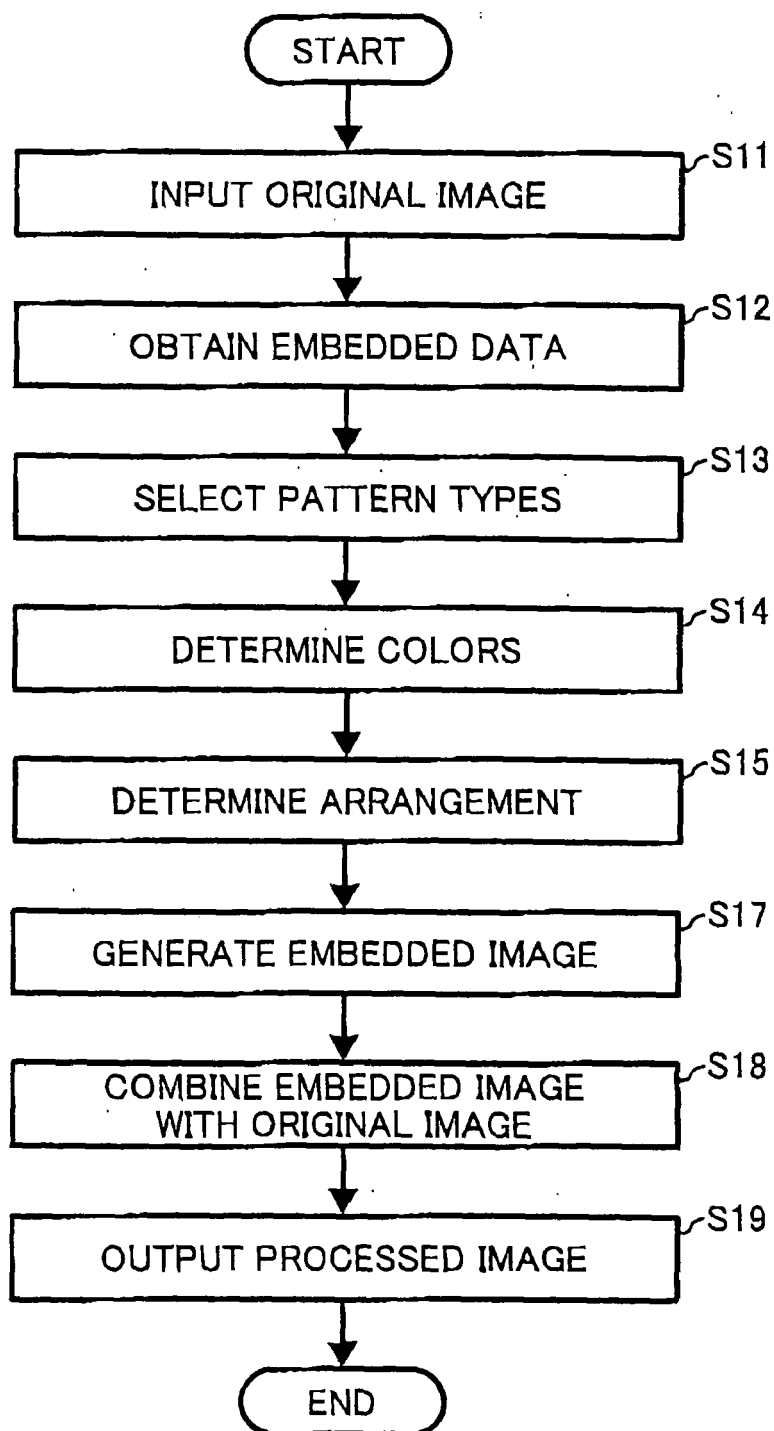 START
S11
INPUT ORIGINAL IMAGE
S12
OBTAIN EMBEDDED DATA
S13
SELECT PATTERN TYPES
S14
DETERMINE COLORS
S15
DETERMINE ARRANGEMENT
S17
GENERATE EMBEDDED IMAGE
S18
COMBINE EMBEDDED IMAGE
WITH ORIGINAL IMAGE
S19
OUTPUT PROCESSED IMAGE
END